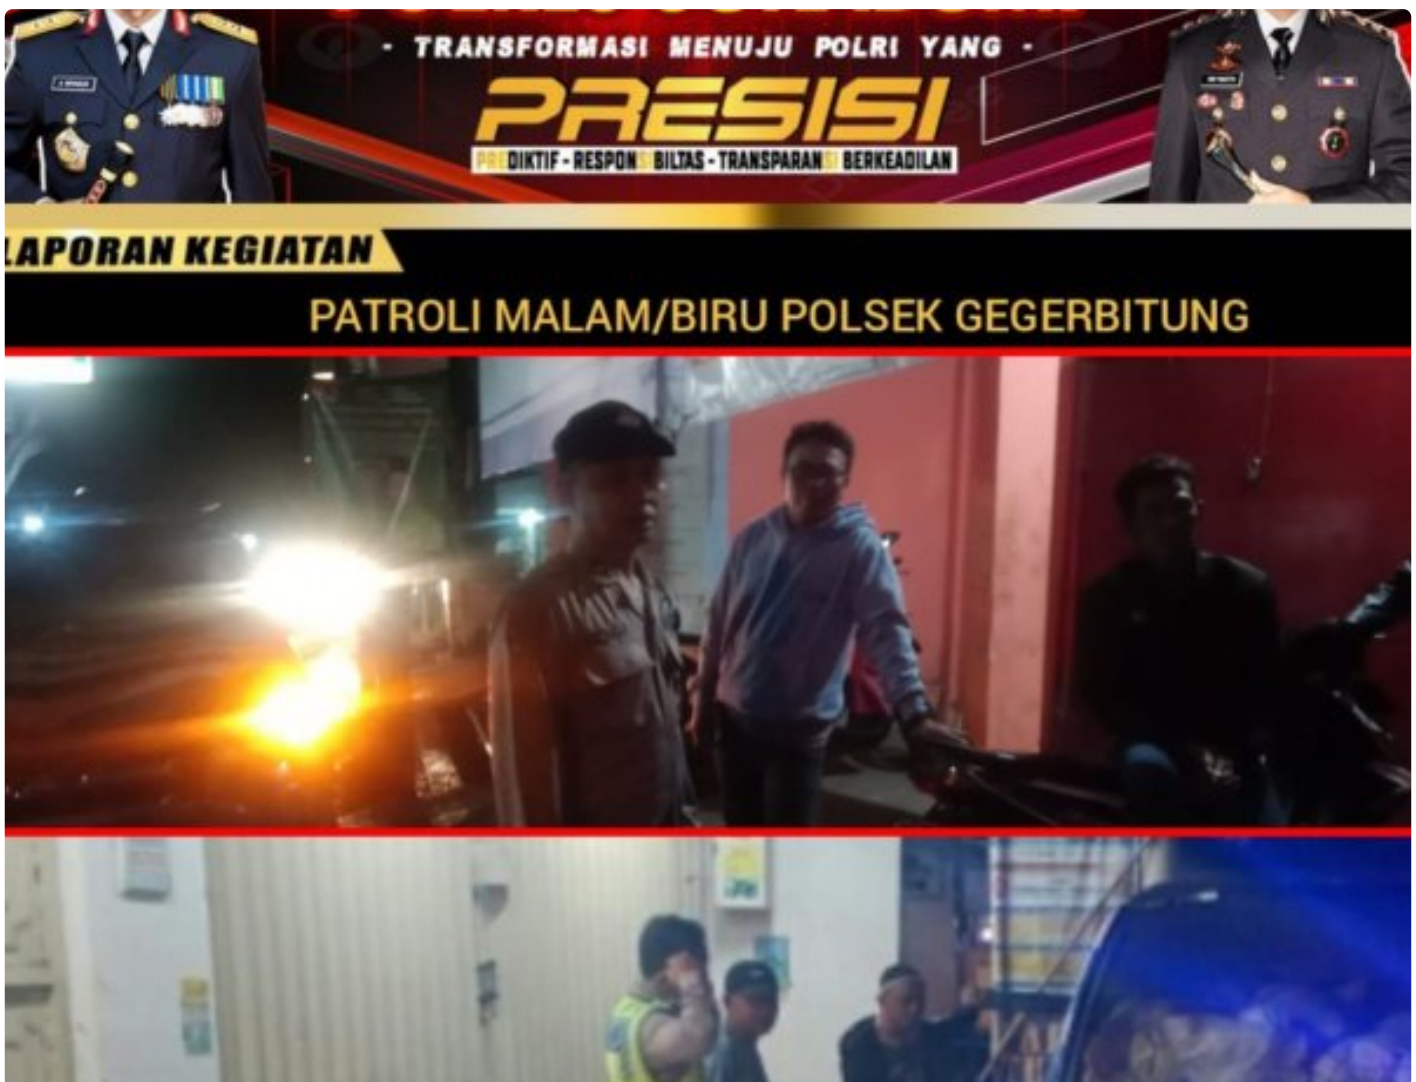 - TRANSFORMASI MENUJU POLRI YANG -
PRESISI
PREDIKTIF - RESPONSIBILTAS - TRANSPARANSI BERKEADILAN
LAPORAN KEGIATAN
PATROLI MALAM/BIRU POLSEK GEGERBITUNG